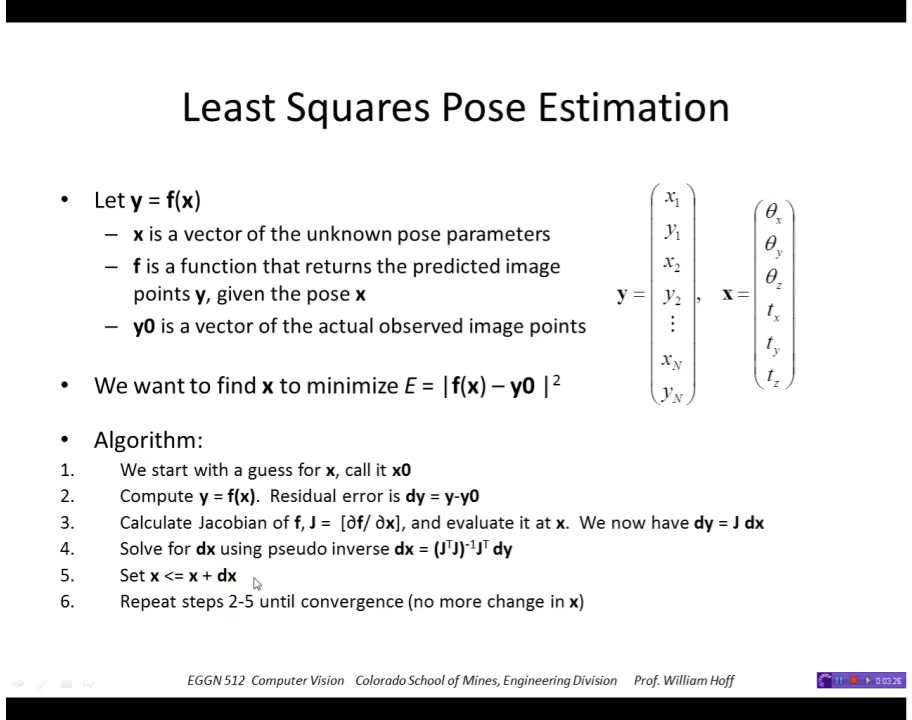 Least Squares Pose Estimation
• Let y = f(x)
– x is a vector of the unknown pose parameters
– f is a function that returns the predicted image
points y, given the pose x
– y0 is a vector of the actual observed image points
y = (x₁ y₁ x₂ y₂ ⋮ x_N y_N), x = (θₓ θ_y θ_z tₓ t_y t_z)
• We want to find x to minimize E = |f(x) – y0 |²
• Algorithm:
1. We start with a guess for x, call it x0
2. Compute y = f(x). Residual error is dy = y-y0
3. Calculate Jacobian of f, J = [∂f/ ∂x], and evaluate it at x. We now have dy = J dx
4. Solve for dx using pseudo inverse dx = (JᵀJ)⁻¹Jᵀ dy
5. Set x <= x + dx
6. Repeat steps 2-5 until convergence (no more change in x)
EGGN 512 Computer Vision Colorado School of Mines, Engineering Division Prof. William Hoff
0:03:26